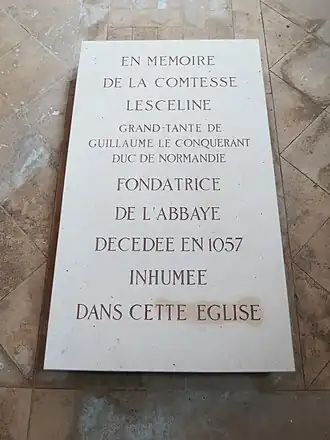 EN MEMOIRE
DE LA COMTESSE
LESCELINE
GRAND-TANTE DE
GUILLAUME LE CONQUERANT
DUC DE NORMANDIE
FONDATRICE
DE L'ABBAYE
DECEDEE EN 1057
INHUMEE
DANS CETTE EGLISE